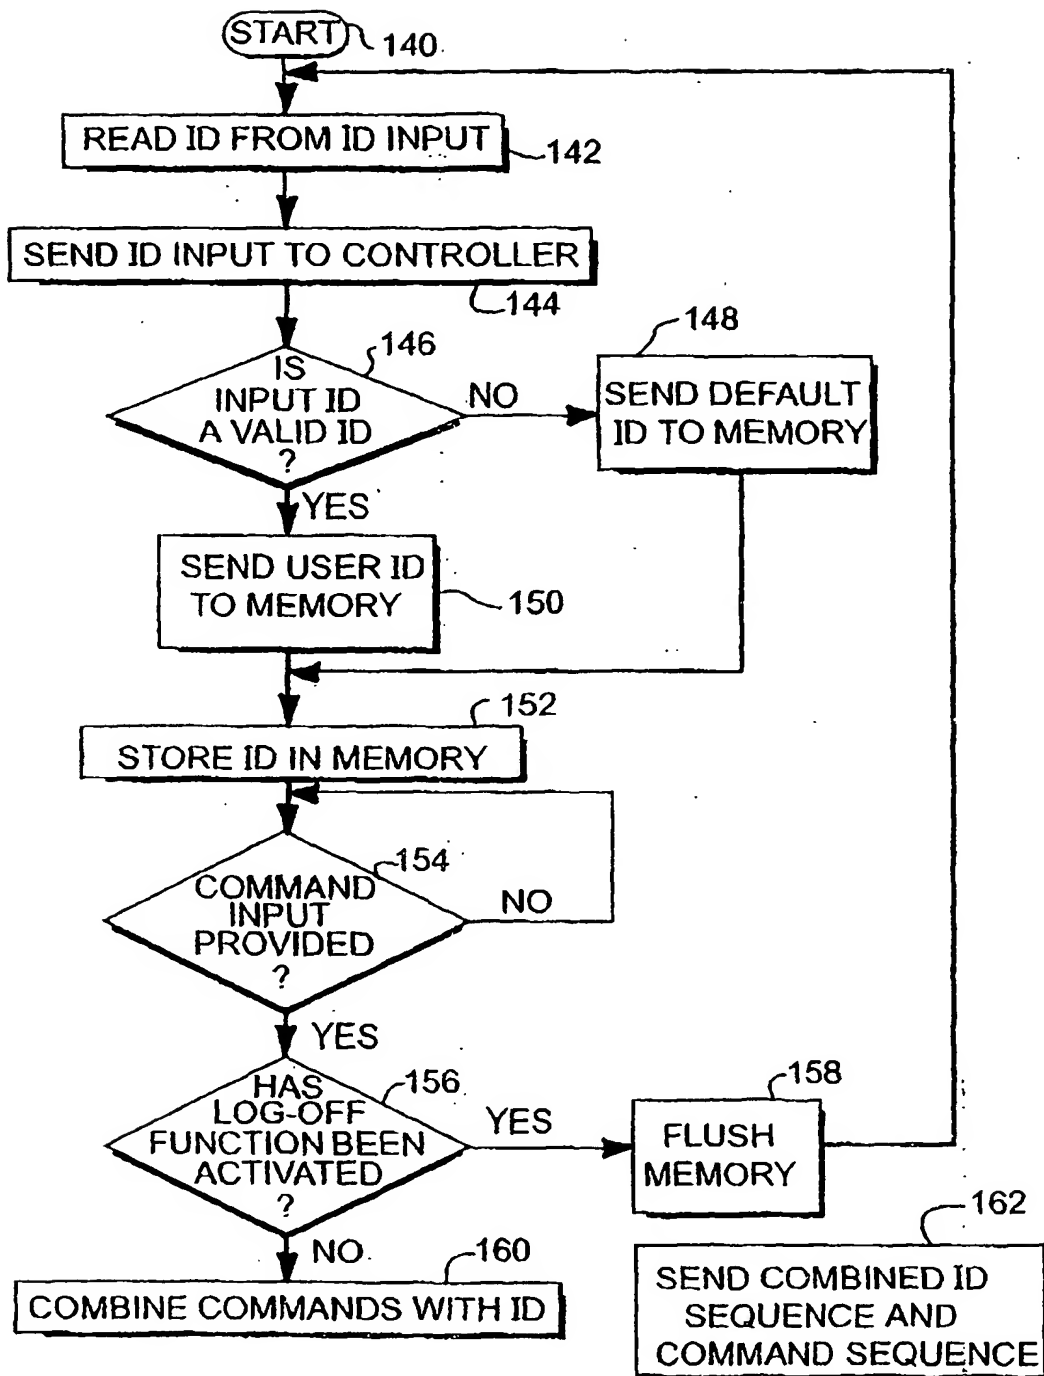 START
140
READ ID FROM ID INPUT
142
SEND ID INPUT TO CONTROLLER
144
146
IS
INPUT ID
A VALID ID
?
NO
148
SEND DEFAULT
ID TO MEMORY
YES
SEND USER ID
TO MEMORY
150
152
STORE ID IN MEMORY
154
COMMAND
INPUT
PROVIDED
?
NO
YES
156
HAS
LOG-OFF
FUNCTION BEEN
ACTIVATED
?
YES
158
FLUSH
MEMORY
NO
160
COMBINE COMMANDS WITH ID
162
SEND COMBINED ID
SEQUENCE AND
COMMAND SEQUENCE